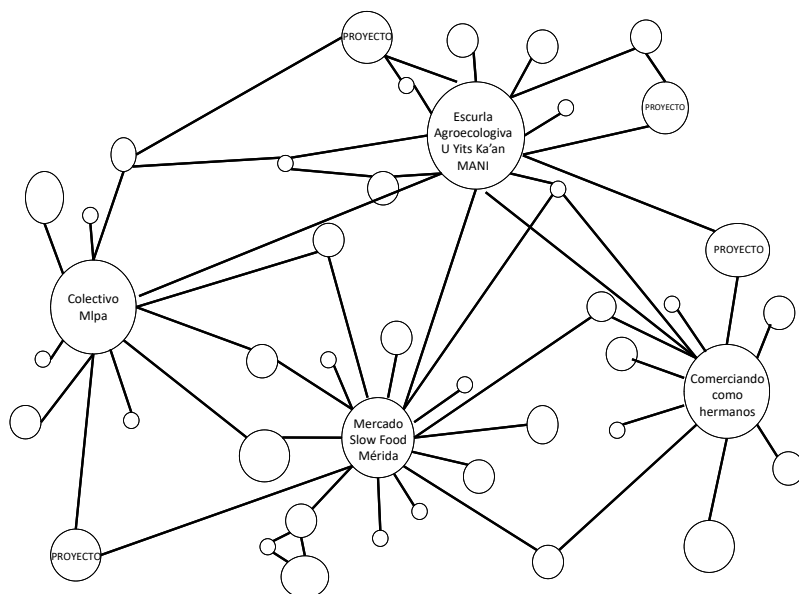 PROYECTO
Escurla
Agroecologiva
U Yits Ka'an
MANI
PROYECTO
PROYECTO
Colectivo
Mlpa
Comerciando
como
hermanos
Mercado
Slow Food
Mérida
PROYECTO